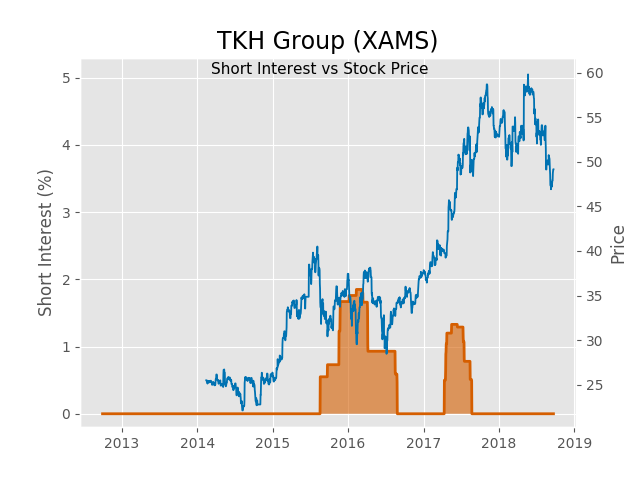 TKH Group (XAMS)
Short Interest vs Stock Price
Short Interest (%)
5
4
3
2
1
0
60
55
50
45
40
35
30
25
Price
2013 2014 2015 2016 2017 2018 2019